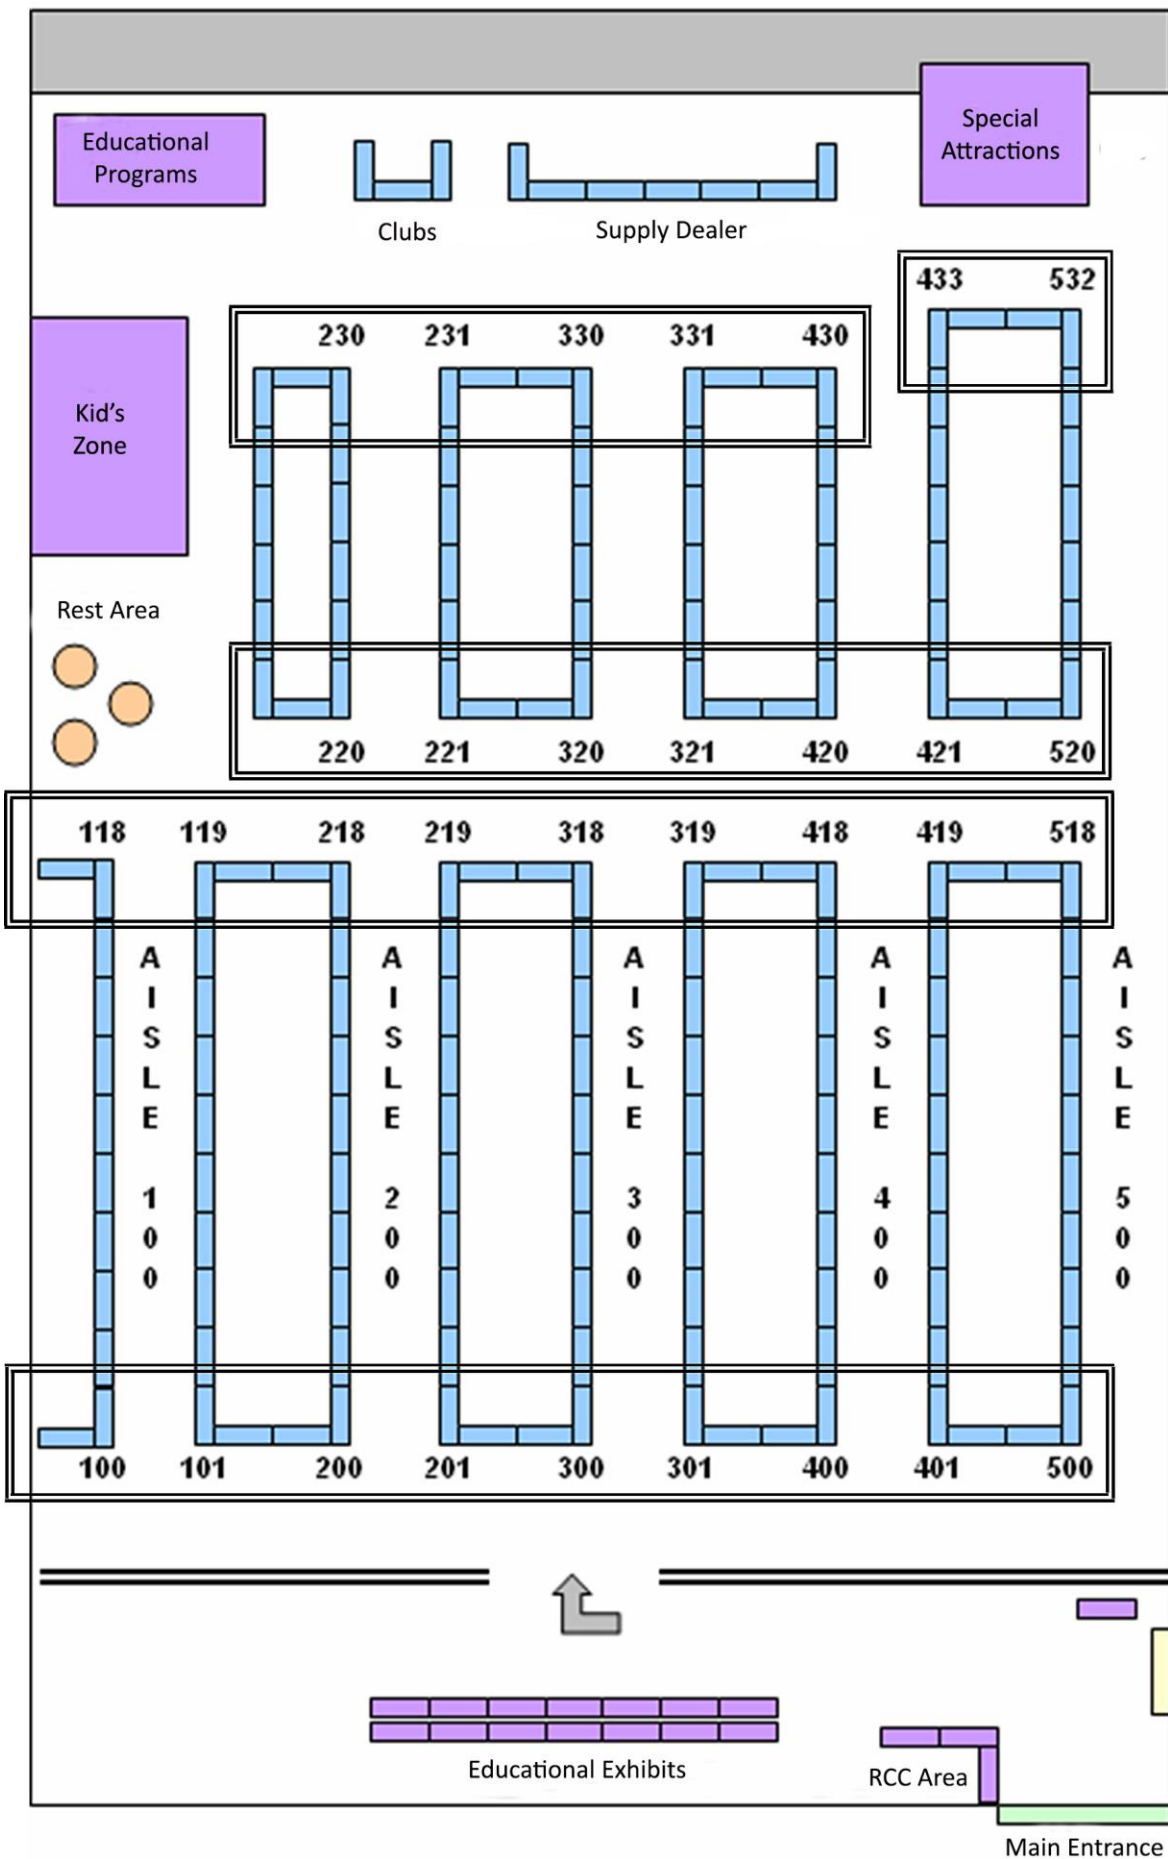 Educational
Programs
Special
Attractions
Clubs
Supply Dealer
433 532
230 231 330 331 430
Kid's
Zone
Rest Area
220 221 320 321 420 421 520
118 119 218 219 318 319 418 419 518
AISLE 100
AISLE 200
AISLE 300
AISLE 400
AISLE 500
100 101 200 201 300 301 400 401 500
Educational Exhibits
RCC Area
Main Entrance